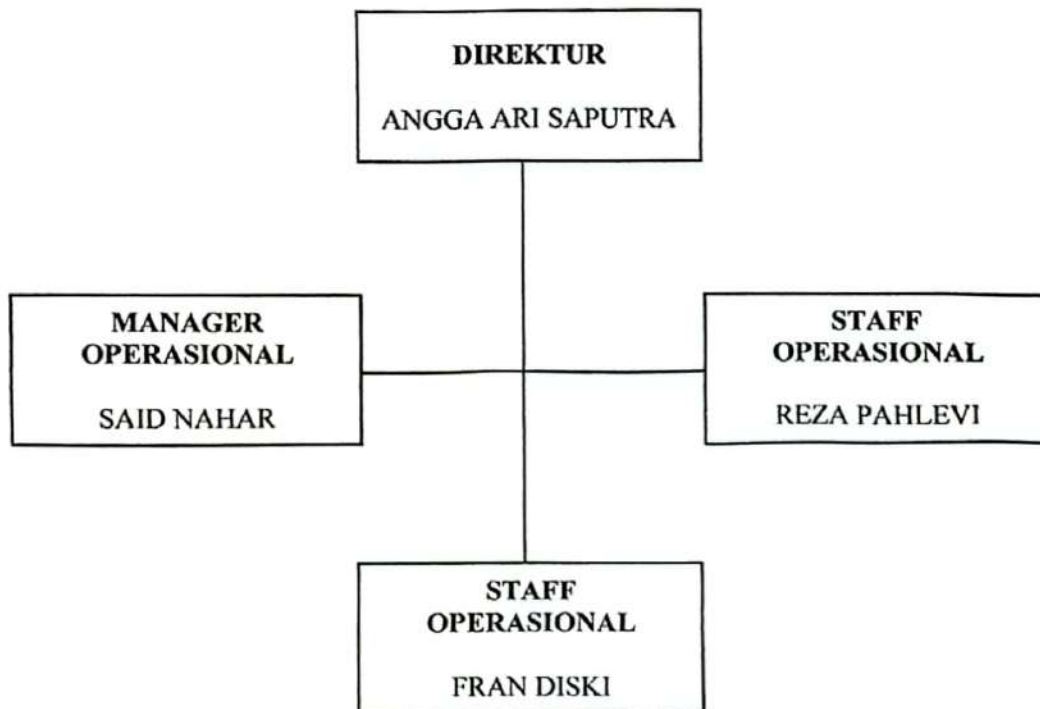 DIREKTUR
ANGGA ARI SAPUTRA
MANAGER
OPERASIONAL
SAID NAHAR
STAFF
OPERASIONAL
REZA PAHLEVI
STAFF
OPERASIONAL
FRAN DISKI